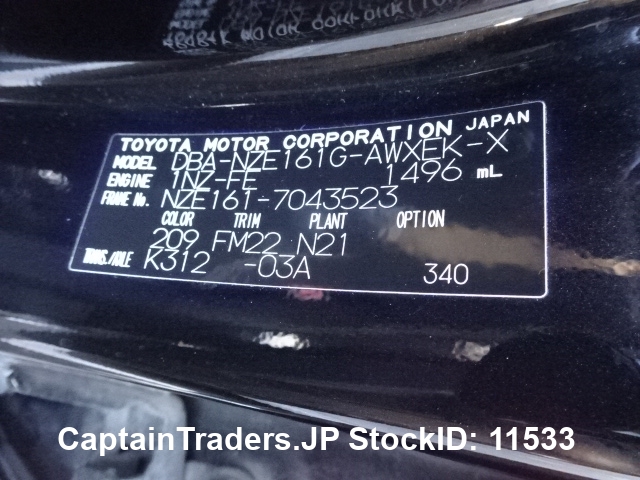 TOYOTA MOTOR CORPORATION JAPAN
MODEL DBA-NZE161G-AWXEK-X
ENGINE 1NZ-FE 1496 mL
FRAME No. NZE161-7043523
COLOR TRIM PLANT OPTION
209 FM22 N21
TRANS./AXLE K312 -03A 340
CaptainTraders.JP StockID: 11533